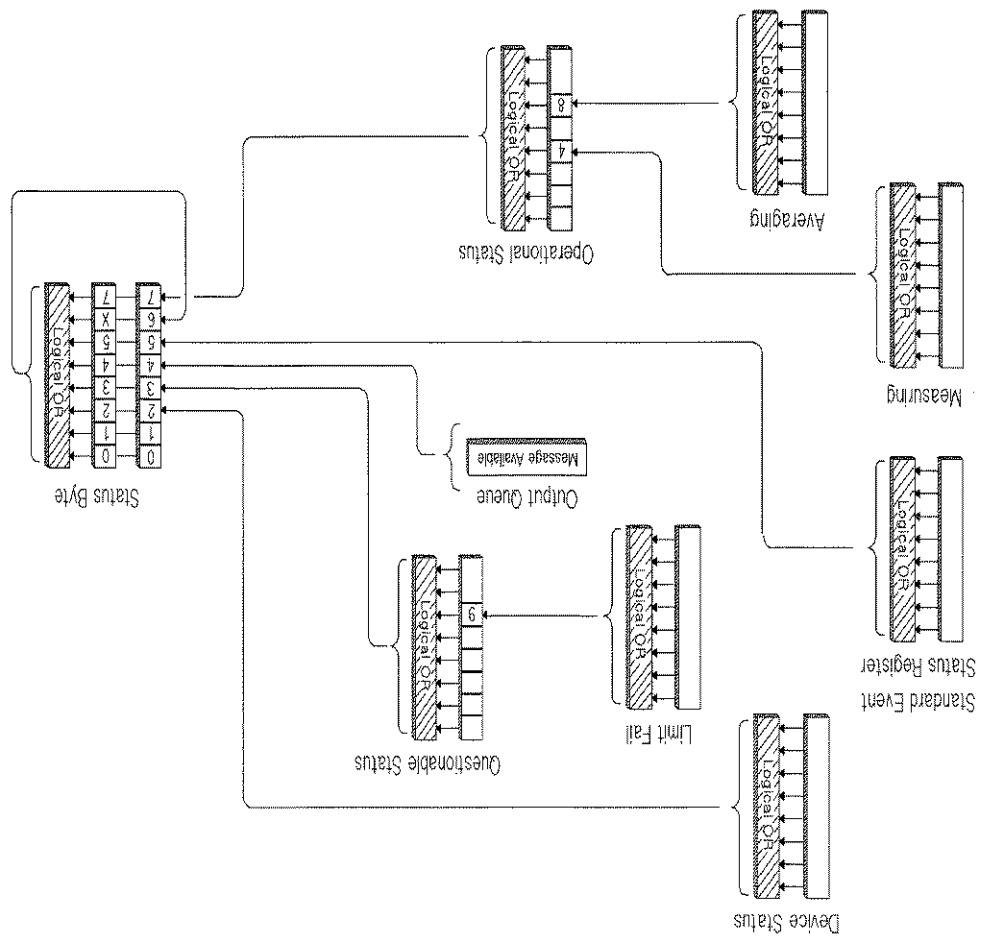 Device Status
Logical OR
Standard Event
Status Register
Logical OR
Limit Fail
Logical OR
Questionable Status
9
Logical OR
Output Queue
Message Available
Status Byte
0 0
1 1
2 2
3 3
4 4
5 5
6 X
7 7
Logical OR
Measuring
Logical OR
Averaging
Logical OR
Operational Status
4
8
Logical OR